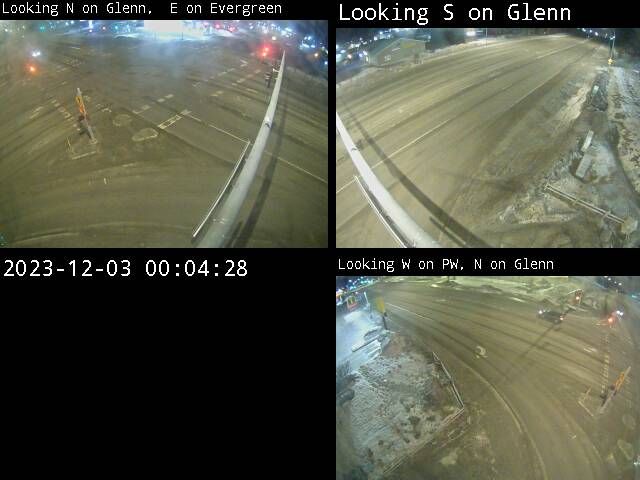 Looking N on Glenn,  E on Evergreen
Looking S on Glenn
2023-12-03 00:04:28
Looking W on PW, N on Glenn